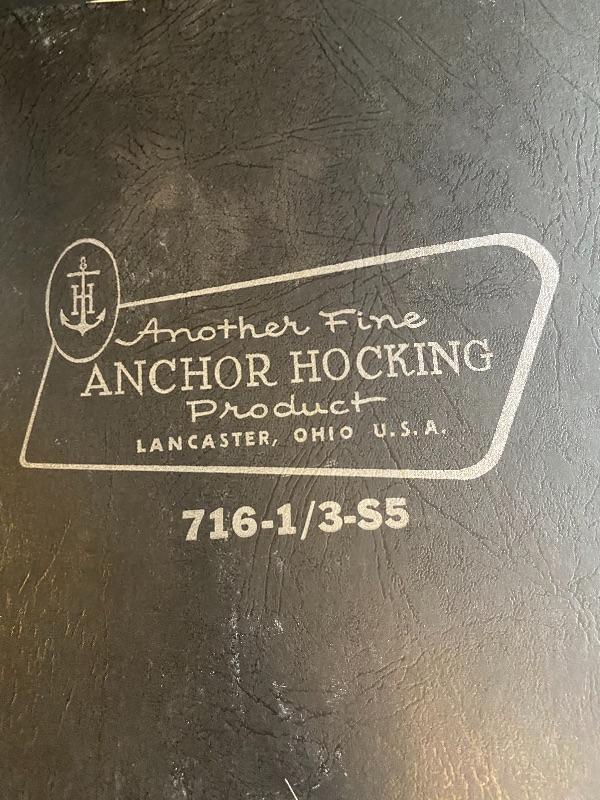 H
Another Fine
ANCHOR HOCKING
Product
LANCASTER, OHIO U.S.A.
716-1/3-S5